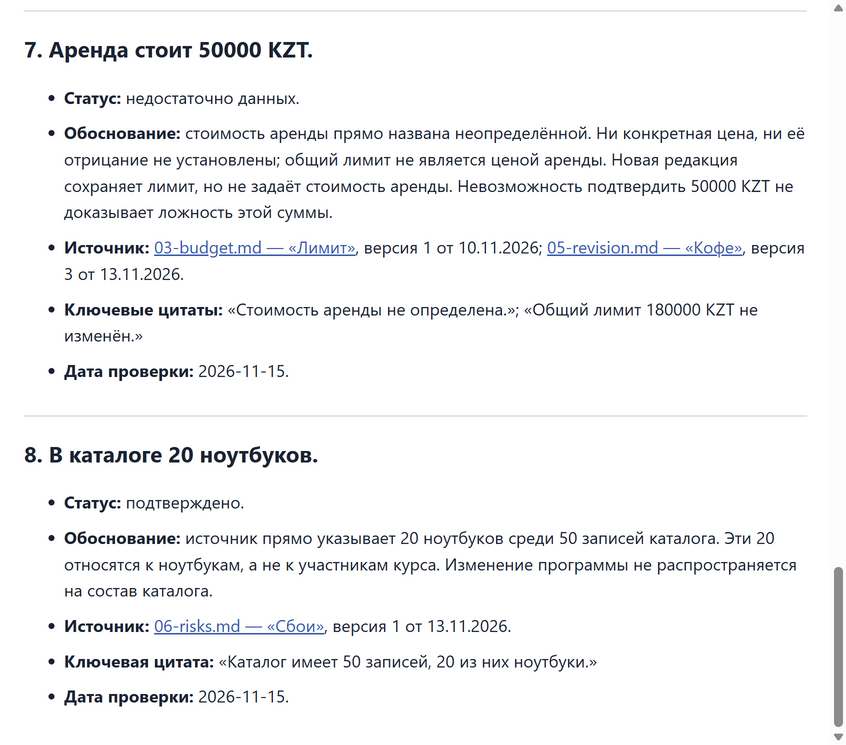 7. Аренда стоит 50000 KZT.
• Статус: недостаточно данных.
• Обоснование: стоимость аренды прямо названа неопределённой. Ни конкретная цена, ни её
отрицание не установлены; общий лимит не является ценой аренды. Новая редакция
сохраняет лимит, но не задаёт стоимость аренды. Невозможность подтвердить 50000 KZT не
доказывает ложность этой суммы.
• Источник: 03-budget.md — «Лимит», версия 1 от 10.11.2026; 05-revision.md — «Кофе», версия
3 от 13.11.2026.
• Ключевые цитаты: «Стоимость аренды не определена.»; «Общий лимит 180000 KZT не
изменён.»
• Дата проверки: 2026-11-15.
8. В каталоге 20 ноутбуков.
• Статус: подтверждено.
• Обоснование: источник прямо указывает 20 ноутбуков среди 50 записей каталога. Эти 20
относятся к ноутбукам, а не к участникам курса. Изменение программы не распространяется
на состав каталога.
• Источник: 06-risks.md — «Сбои», версия 1 от 13.11.2026.
• Ключевая цитата: «Каталог имеет 50 записей, 20 из них ноутбуки.»
• Дата проверки: 2026-11-15.